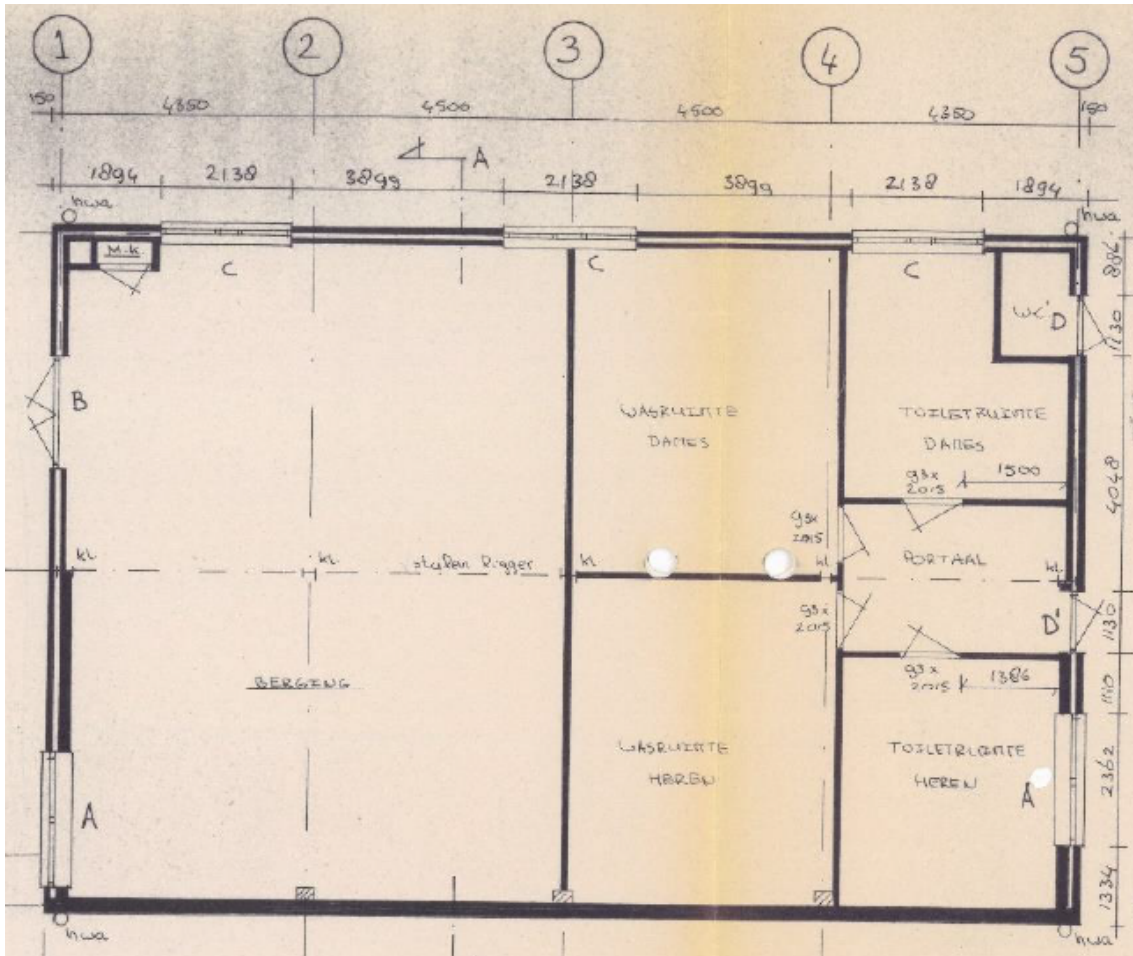 1 2 3 4 5
150 4350 4500 4500 4350 150
A
1894 2138 3899 2138 3899 2138 1894
hwa hwa
M.k
C C C
894
WK' D
1130
B
WASRUIMTE
DAMES
TOILETRUIMTE
DAMES
1500
93x
2015
4048
93x
2015
kl. kl. stalen ligger kl. kl PORTAAL kl.
93x
2015
D'
1130
93x
2015
1386
1110
BERGING
WASRUIMTE
HEREN
TOILETRUIMTE
HEREN
2362
A A
1334
hwa hwa